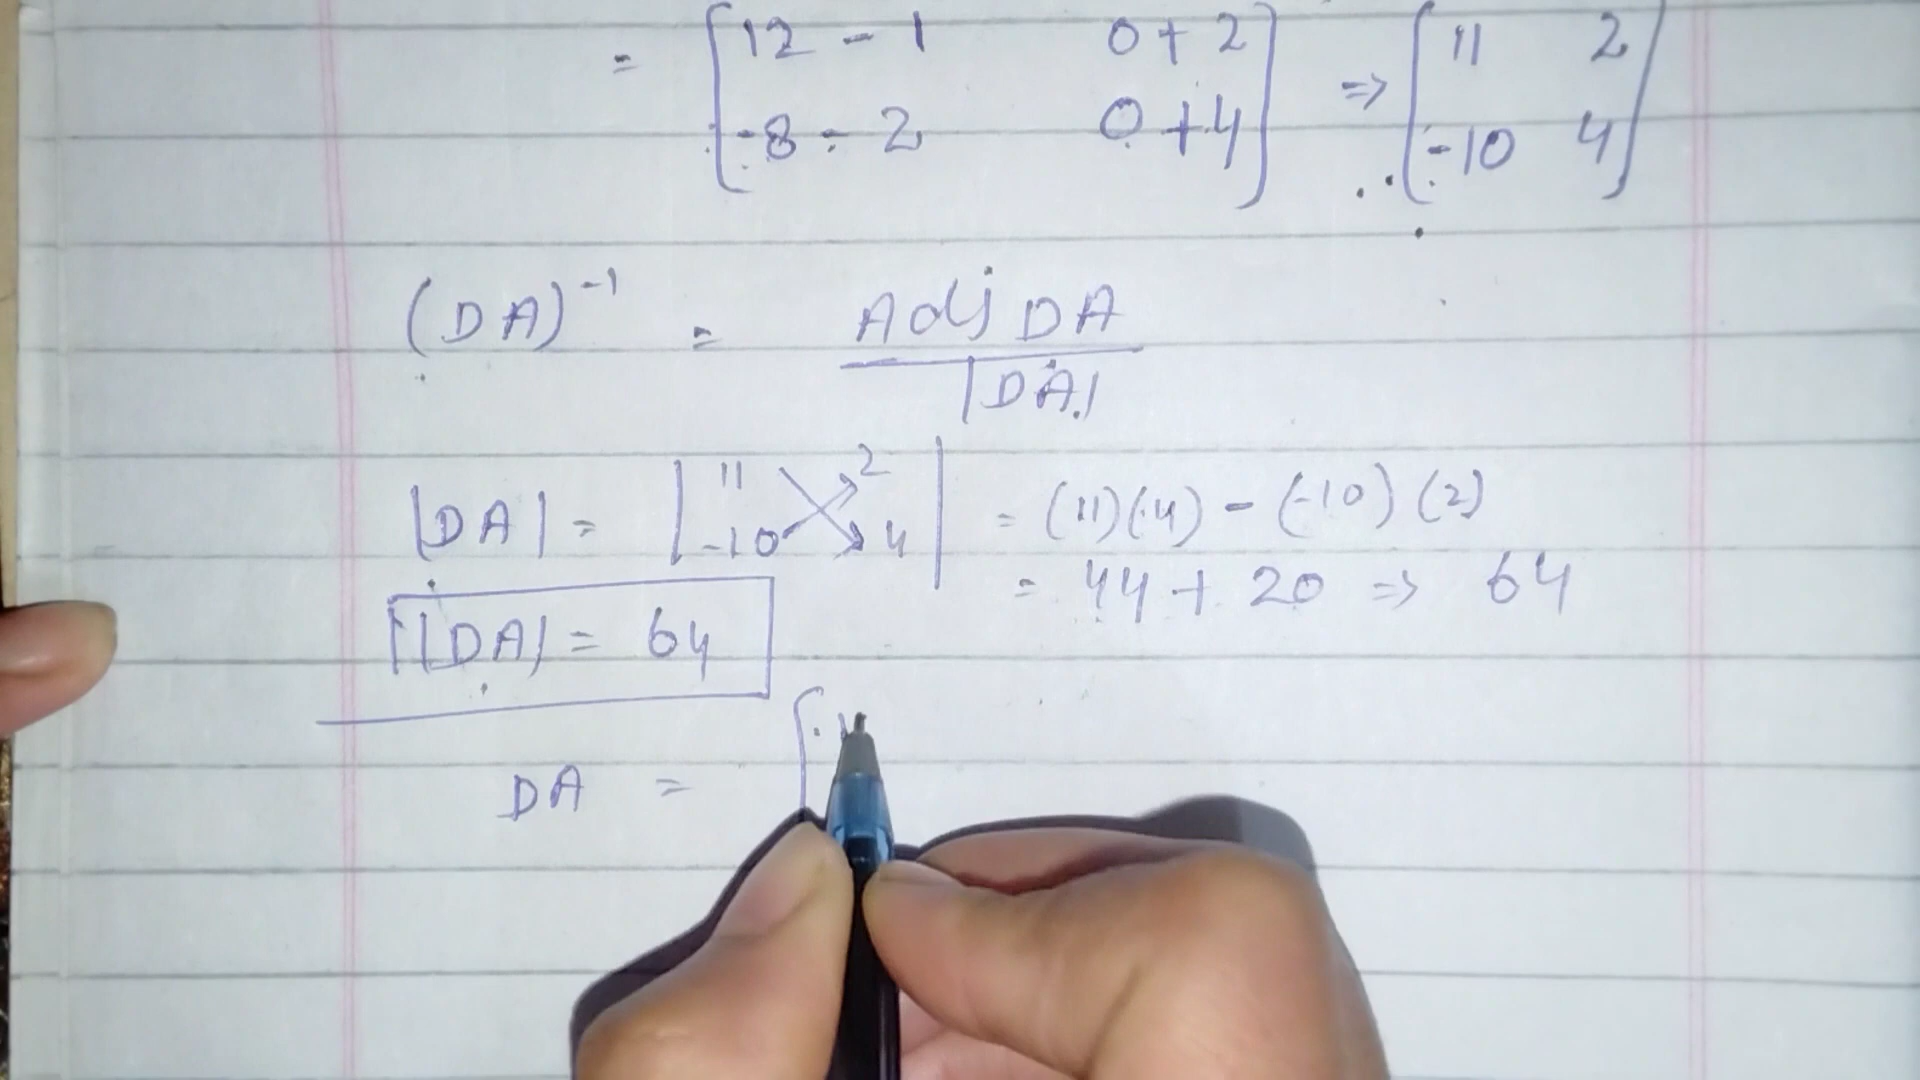 = [12 - 1 0 + 2] ⇒ [11 2]
[-8 - 2 0 + 4] [-10 4]
(DA)⁻¹ = Adj DA
|DA|
|DA| = | 11 2 | = (11)(4) - (-10)(2)
| -10 4 |
= 44 + 20 ⇒ 64
|DA| = 64
DA = [